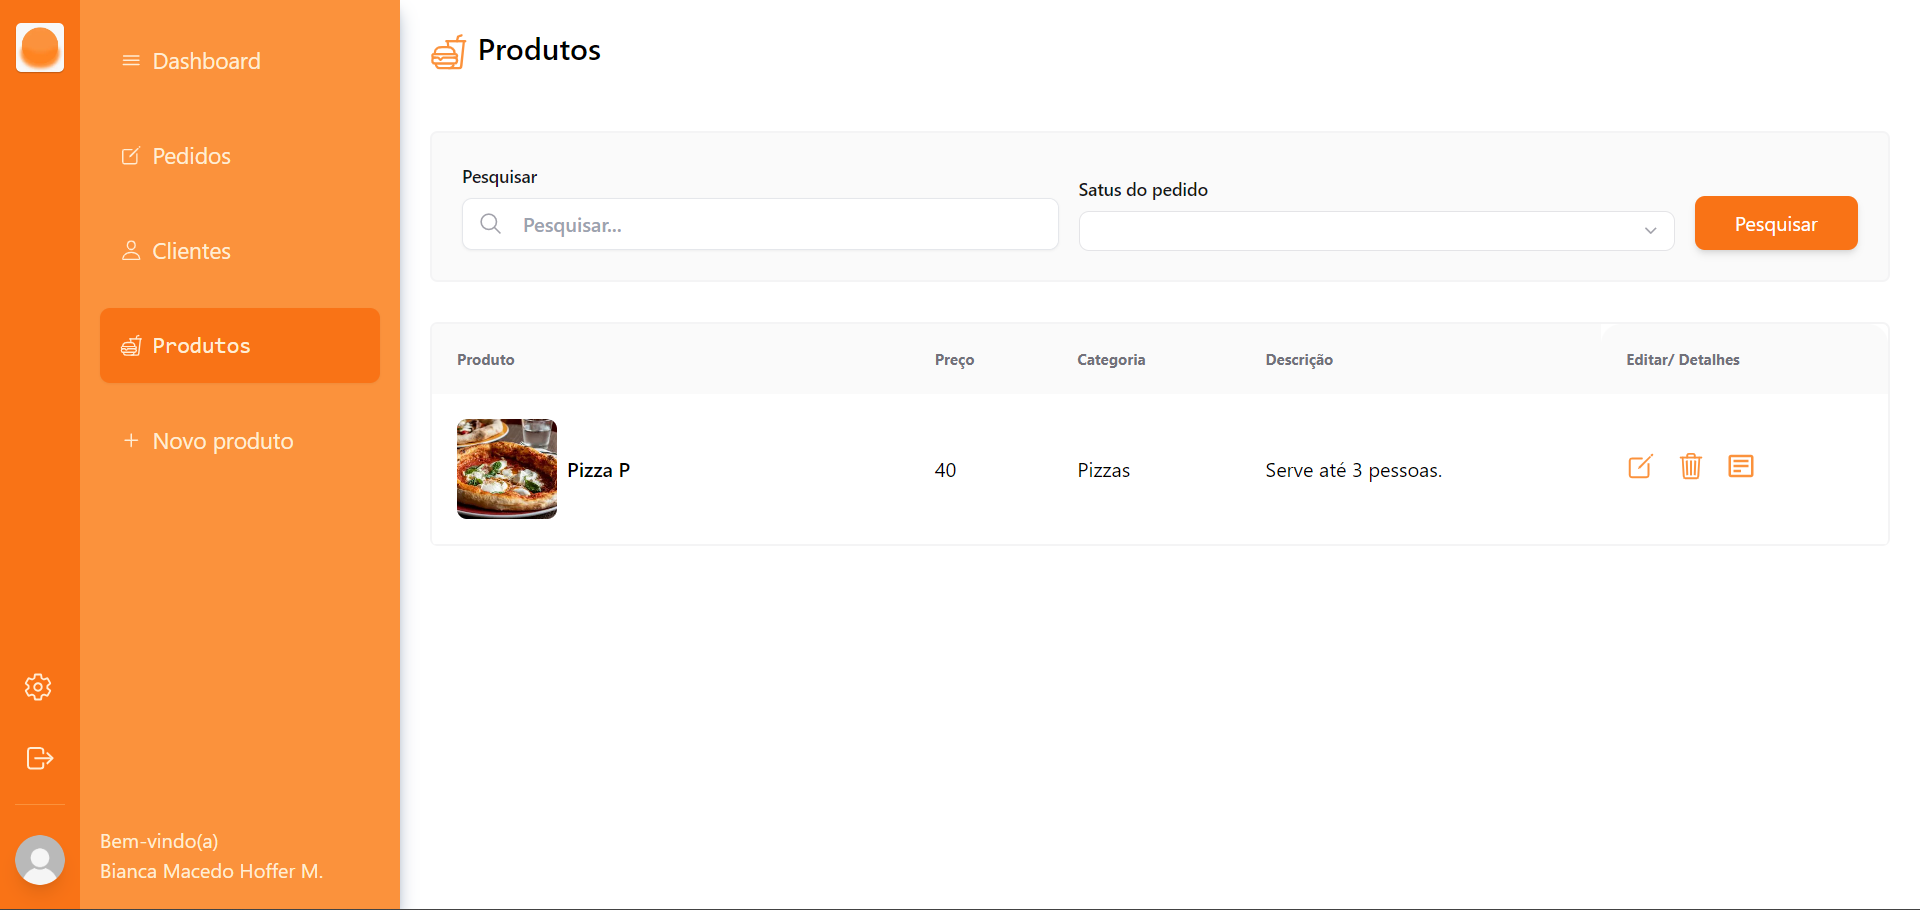 Dashboard
Pedidos
Clientes
Produtos
Novo produto
Bem-vindo(a)
Bianca Macedo Hoffer M.
Produtos
Pesquisar
Pesquisar...
Satus do pedido
Pesquisar
Produto Preço Categoria Descrição Editar/ Detalhes
Pizza P 40 Pizzas Serve até 3 pessoas.